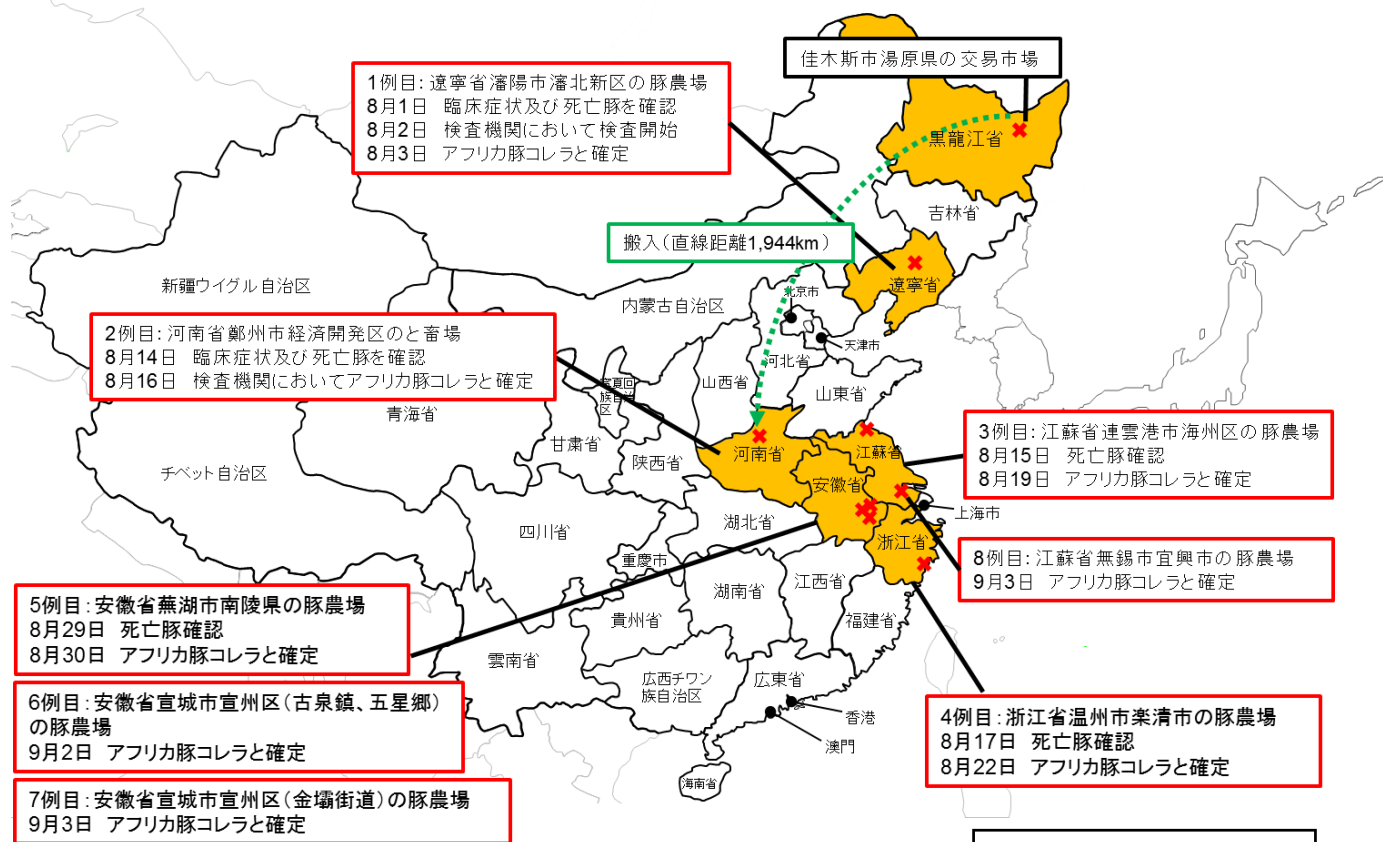 佳木斯市湯原県の交易市場
1例目：遼寧省瀋陽市瀋北新区の豚農場
8月1日 臨床症状及び死亡豚を確認
8月2日 検査機関において検査開始
8月3日 アフリカ豚コレラと確定
黒龍江省
吉林省
搬入（直線距離1,944km）
遼寧省
新疆ウイグル自治区
内蒙古自治区
北京市
天津市
河北省
2例目：河南省鄭州市経済開発区のと畜場
8月14日 臨床症状及び死亡豚を確認
8月16日 検査機関においてアフリカ豚コレラと確定
山西省
山東省
族自治
区
青海省
甘粛省
陝西省
河南省
江蘇省
3例目：江蘇省連雲港市海州区の豚農場
8月15日 死亡豚確認
8月19日 アフリカ豚コレラと確定
チベット自治区
安徽省
上海市
四川省
湖北省
重慶市
浙江省
8例目：江蘇省無錫市宜興市の豚農場
9月3日 アフリカ豚コレラと確定
湖南省
江西省
貴州省
福建省
5例目：安徽省蕪湖市南陵県の豚農場
8月29日 死亡豚確認
8月30日 アフリカ豚コレラと確定
雲南省
広西チワン
族自治区
広東省
香港
澳門
海南省
6例目：安徽省宣城市宣州区（古泉鎮、五星郷）
の豚農場
9月2日 アフリカ豚コレラと確定
4例目：浙江省温州市楽清市の豚農場
8月17日 死亡豚確認
8月22日 アフリカ豚コレラと確定
7例目：安徽省宣城市宣州区（金壩街道）の豚農場
9月3日 アフリカ豚コレラと確定